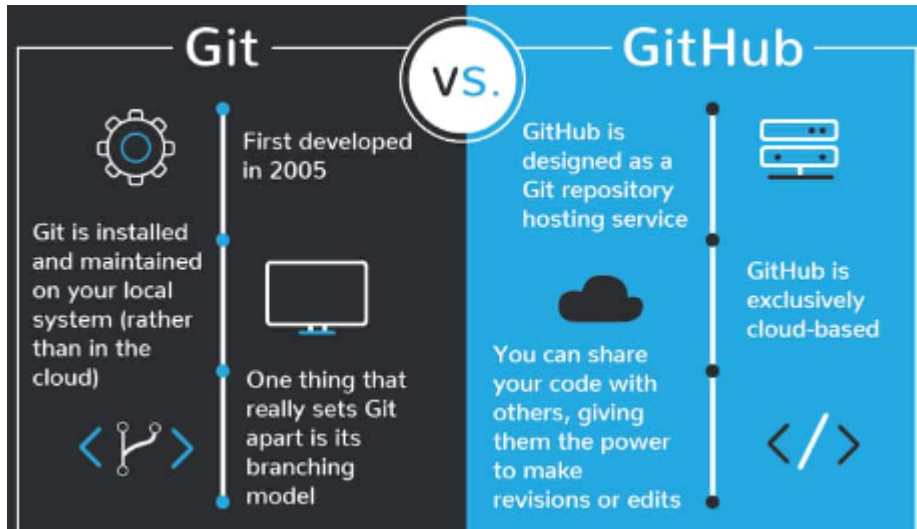 Git
vs.
GitHub
First developed
in 2005
Git is installed
and maintained
on your local
system (rather
than in the
cloud)
One thing that
really sets Git
apart is its
branching
model
GitHub is
designed as a
Git repository
hosting service
GitHub is
exclusively
cloud-based
You can share
your code with
others, giving
them the power
to make
revisions or edits